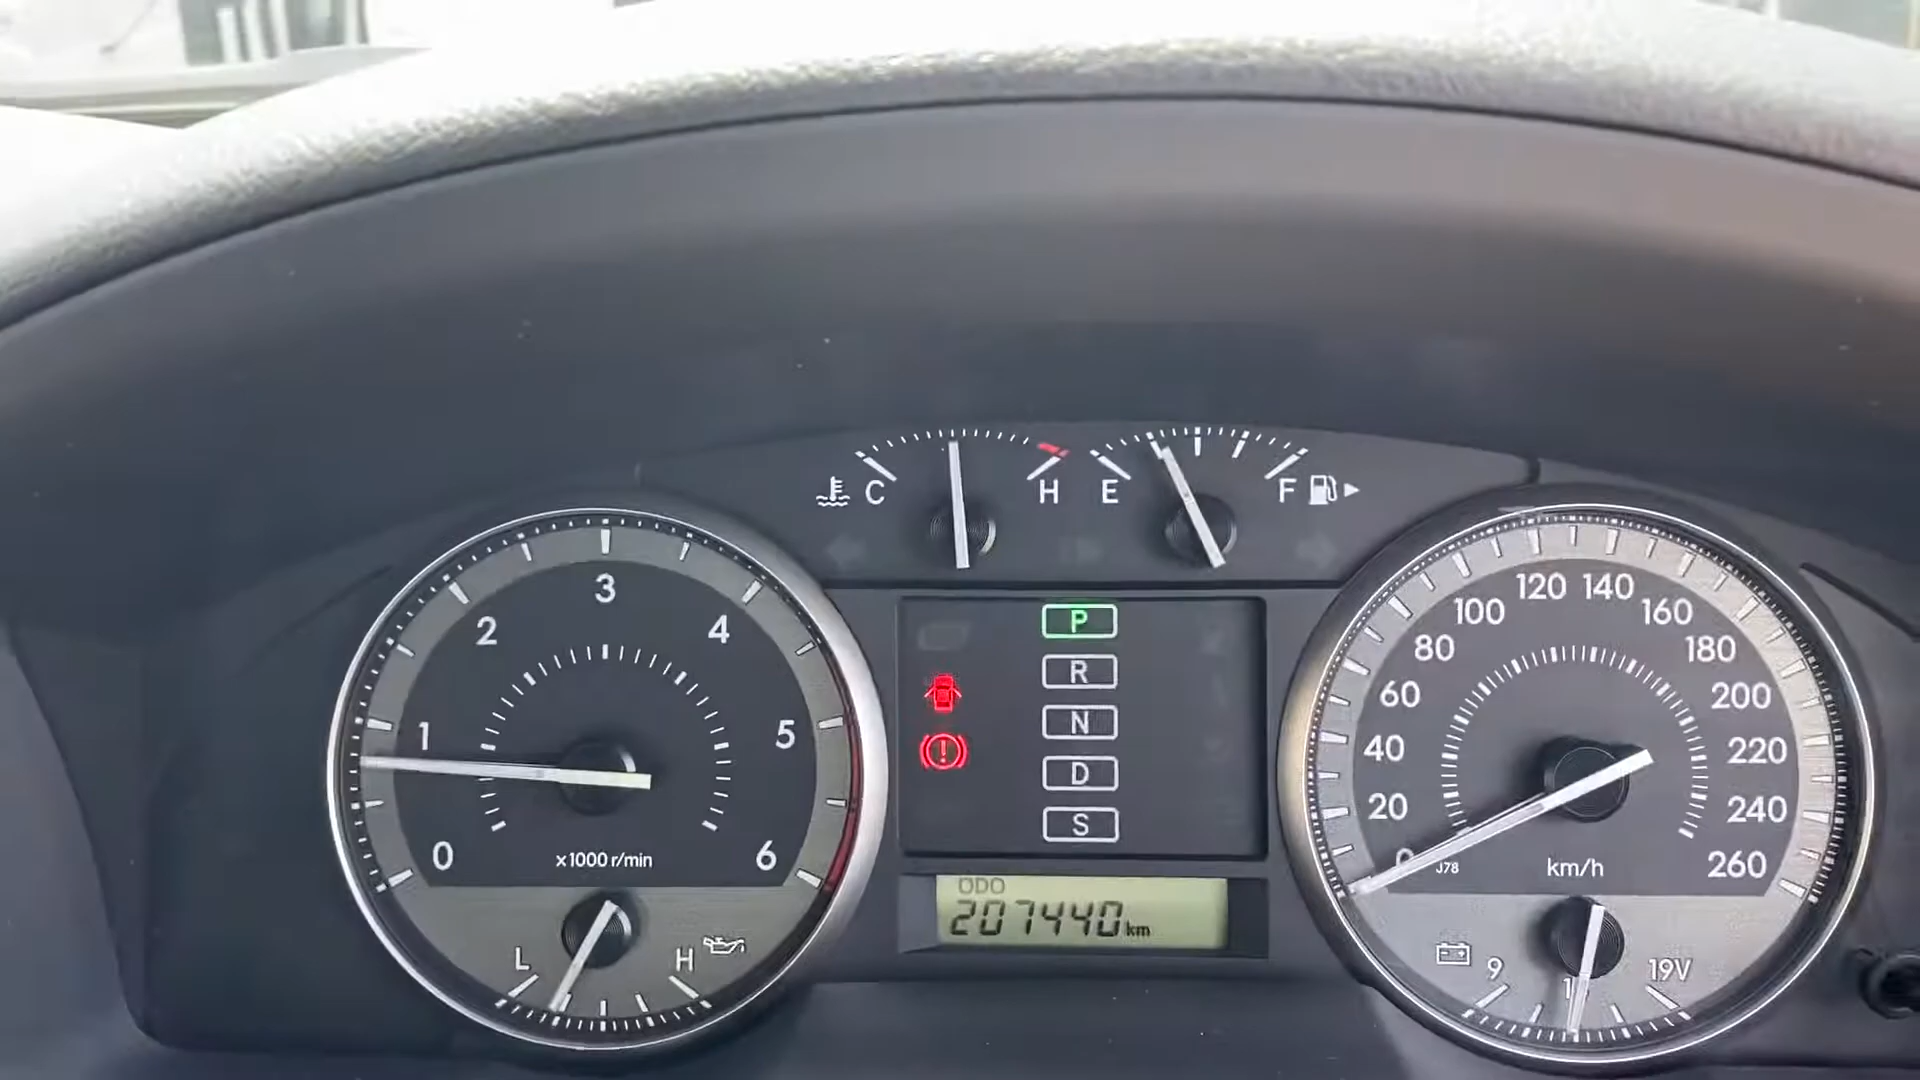 C H E F
3
2 4
1 5
0 6
x1000 r/min
L H
P
R
N
D
S
!
ODO
207440 km
120 140
100 160
80 180
60 200
40 220
20 240
0 260
J78
km/h
9 19V